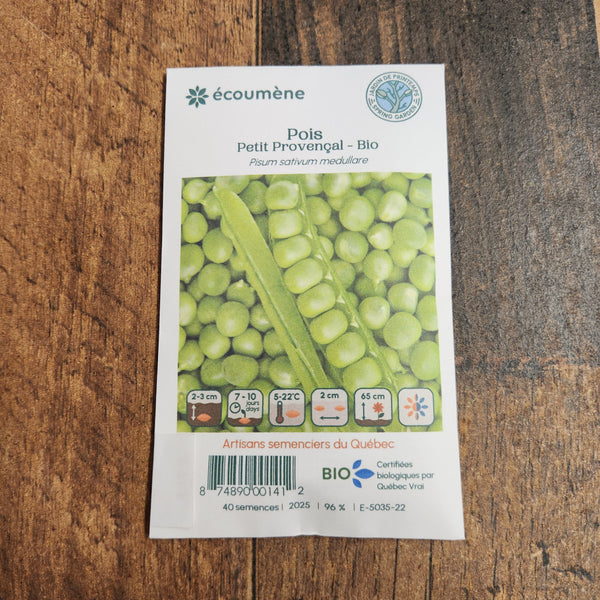 écoumène
JARDIN DE PRINTEMPS
SPRING GARDEN
Pois
Petit Provençal - Bio
Pisum sativum medullare
2-3 cm
7 - 10
jours
days
5-22°C
2 cm
65 cm
Artisans semenciers du Québec
8 74890 00141 2
BIO
Certifiées
biologiques par
Québec Vrai
40 semences | 2025 | 96 % | E-5035-22